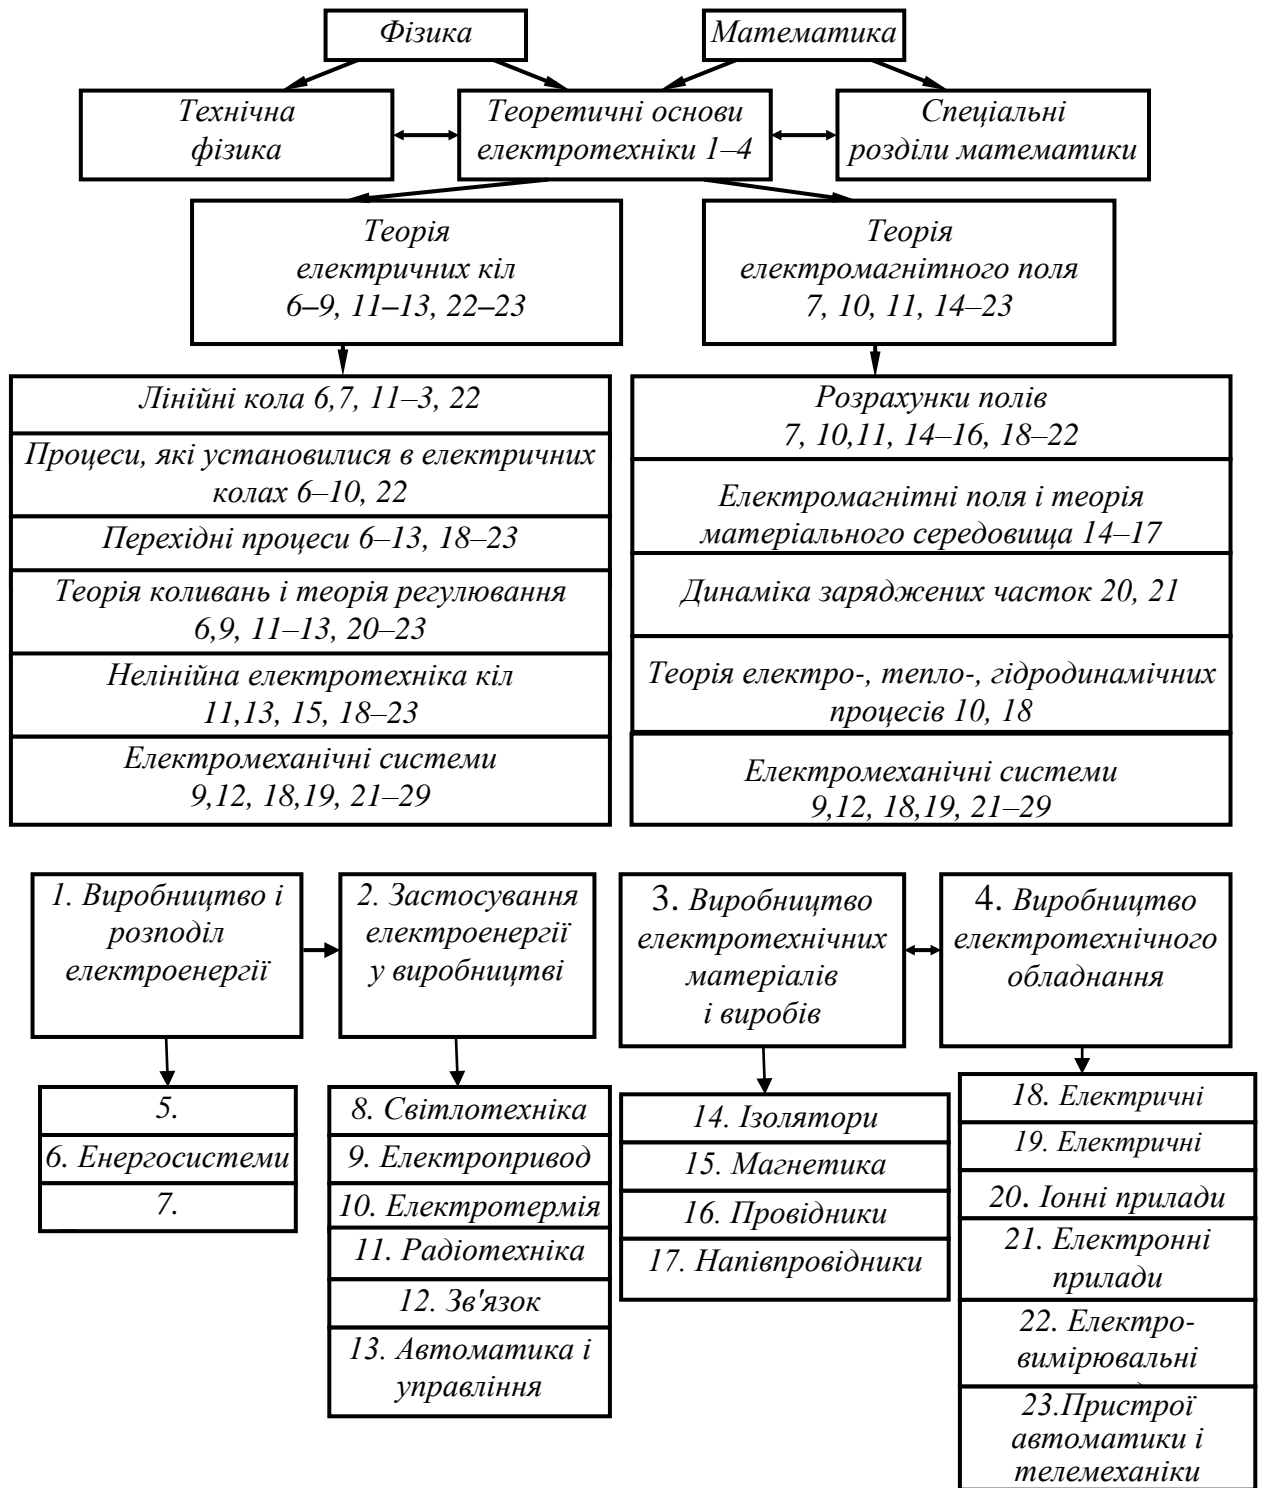 Фізика
Математика
Технічна
фізика
Теоретичні основи
електротехніки 1–4
Спеціальні
розділи математики
Теорія
електричних кіл
6–9, 11–13, 22–23
Теорія
електромагнітного поля
7, 10, 11, 14–23
Лінійні кола 6,7, 11–3, 22
Процеси, які установилися в електричних
колах 6–10, 22
Перехідні процеси 6–13, 18–23
Теорія коливань і теорія регулювання
6,9, 11–13, 20–23
Нелінійна електротехніка кіл
11,13, 15, 18–23
Електромеханічні системи
9,12, 18,19, 21–29
Розрахунки полів
7, 10,11, 14–16, 18–22
Електромагнітні поля і теорія
матеріального середовища 14–17
Динаміка заряджених часток 20, 21
Теорія електро-, тепло-, гідродинамічних
процесів 10, 18
Електромеханічні системи
9,12, 18,19, 21–29
1. Виробництво і
розподіл
електроенергії
2. Застосування
електроенергії
у виробництві
3. Виробництво
електротехнічних
матеріалів
і виробів
4. Виробництво
електротехнічного
обладнання
5.
6. Енергосистеми
7.
8. Світлотехніка
9. Електропривод
10. Електротермія
11. Радіотехніка
12. Зв'язок
13. Автоматика і
управління
14. Ізолятори
15. Магнетика
16. Провідники
17. Напівпровідники
18. Електричні
19. Електричні
20. Іонні прилади
21. Електронні
прилади
22. Електро-
вимірювальні
23.Пристрої
автоматики і
телемеханіки